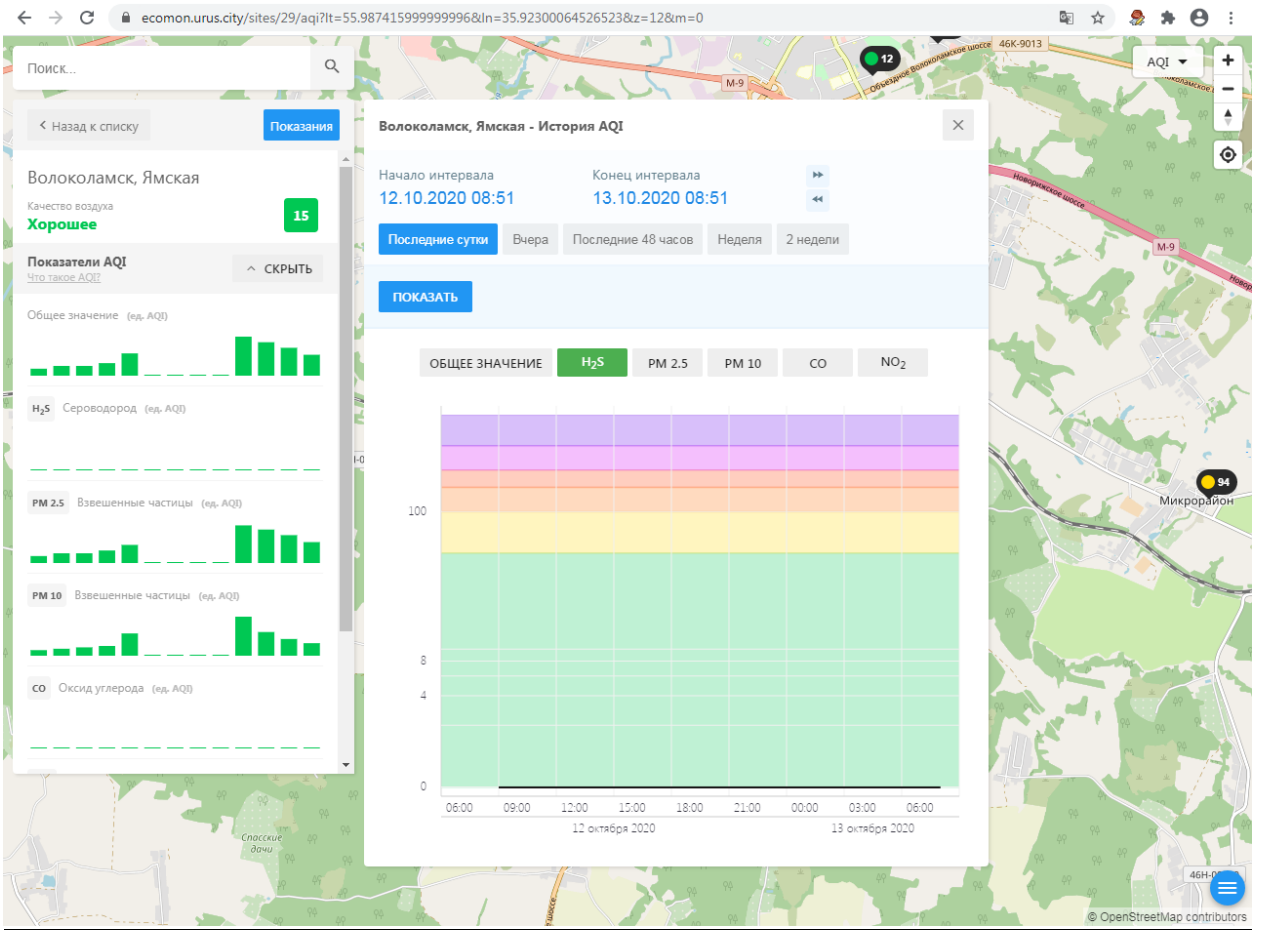 ecomon.urus.city/sites/29/aqi?lt=55.987415999999996&ln=35.92300064526523&z=12&m=0
Поиск...
46К-9013
12
Объездное Волоколамское шоссе
М-9
AQI
Назад к списку
Показания
Волоколамск, Ямская
Качество воздуха
Хорошее
15
Показатели AQI
Что такое AQI?
СКРЫТЬ
Общее значение (ед. AQI)
H₂S Сероводород (ед. AQI)
PM 2.5 Взвешенные частицы (ед. AQI)
PM 10 Взвешенные частицы (ед. AQI)
CO Оксид углерода (ед. AQI)
Волоколамск, Ямская - История AQI
Начало интервала
Конец интервала
12.10.2020 08:51
13.10.2020 08:51
Последние сутки
Вчера
Последние 48 часов
Неделя
2 недели
ПОКАЗАТЬ
ОБЩЕЕ ЗНАЧЕНИЕ
H₂S
PM 2.5
PM 10
CO
NO₂
100
8
4
0
06:00 09:00 12:00 15:00 18:00 21:00 00:00 03:00 06:00
12 октября 2020
13 октября 2020
Новорижское шоссе
М-9
94
Микрорайон
Спасские
дачи
© OpenStreetMap contributors